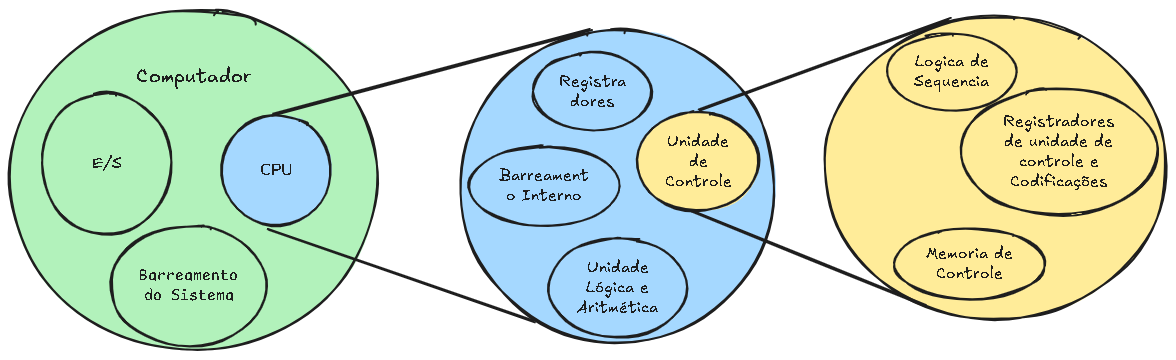 Computador
E/S
CPU
Barreamento
do Sistema
Registra
dores
Barreament
o Interno
Unidade
de
Controle
Unidade
Lógica e
Aritmética
Logica de
Sequencia
Registradores
de unidade de
controle e
Codificações
Memoria de
Controle